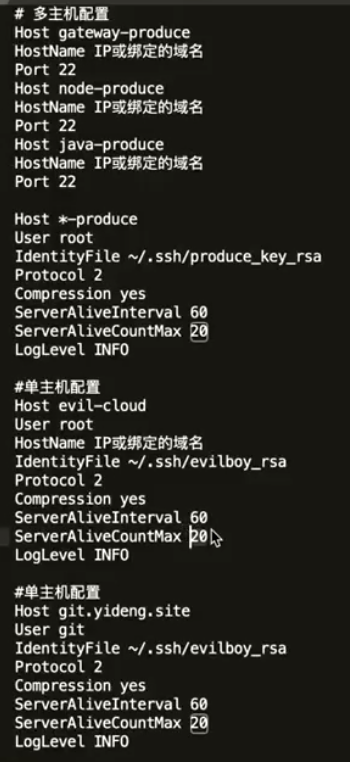 # 多主机配置
Host gateway-produce
HostName IP或绑定的域名
Port 22
Host node-produce
HostName IP或绑定的域名
Port 22
Host java-produce
HostName IP或绑定的域名
Port 22
Host *-produce
User root
IdentityFile ~/.ssh/produce_key_rsa
Protocol 2
Compression yes
ServerAliveInterval 60
ServerAliveCountMax 20
LogLevel INFO
#单主机配置
Host evil-cloud
User root
HostName IP或绑定的域名
IdentityFile ~/.ssh/evilboy_rsa
Protocol 2
Compression yes
ServerAliveInterval 60
ServerAliveCountMax 20
LogLevel INFO
#单主机配置
Host git.yideng.site
User git
IdentityFile ~/.ssh/evilboy_rsa
Protocol 2
Compression yes
ServerAliveInterval 60
ServerAliveCountMax 20
LogLevel INFO